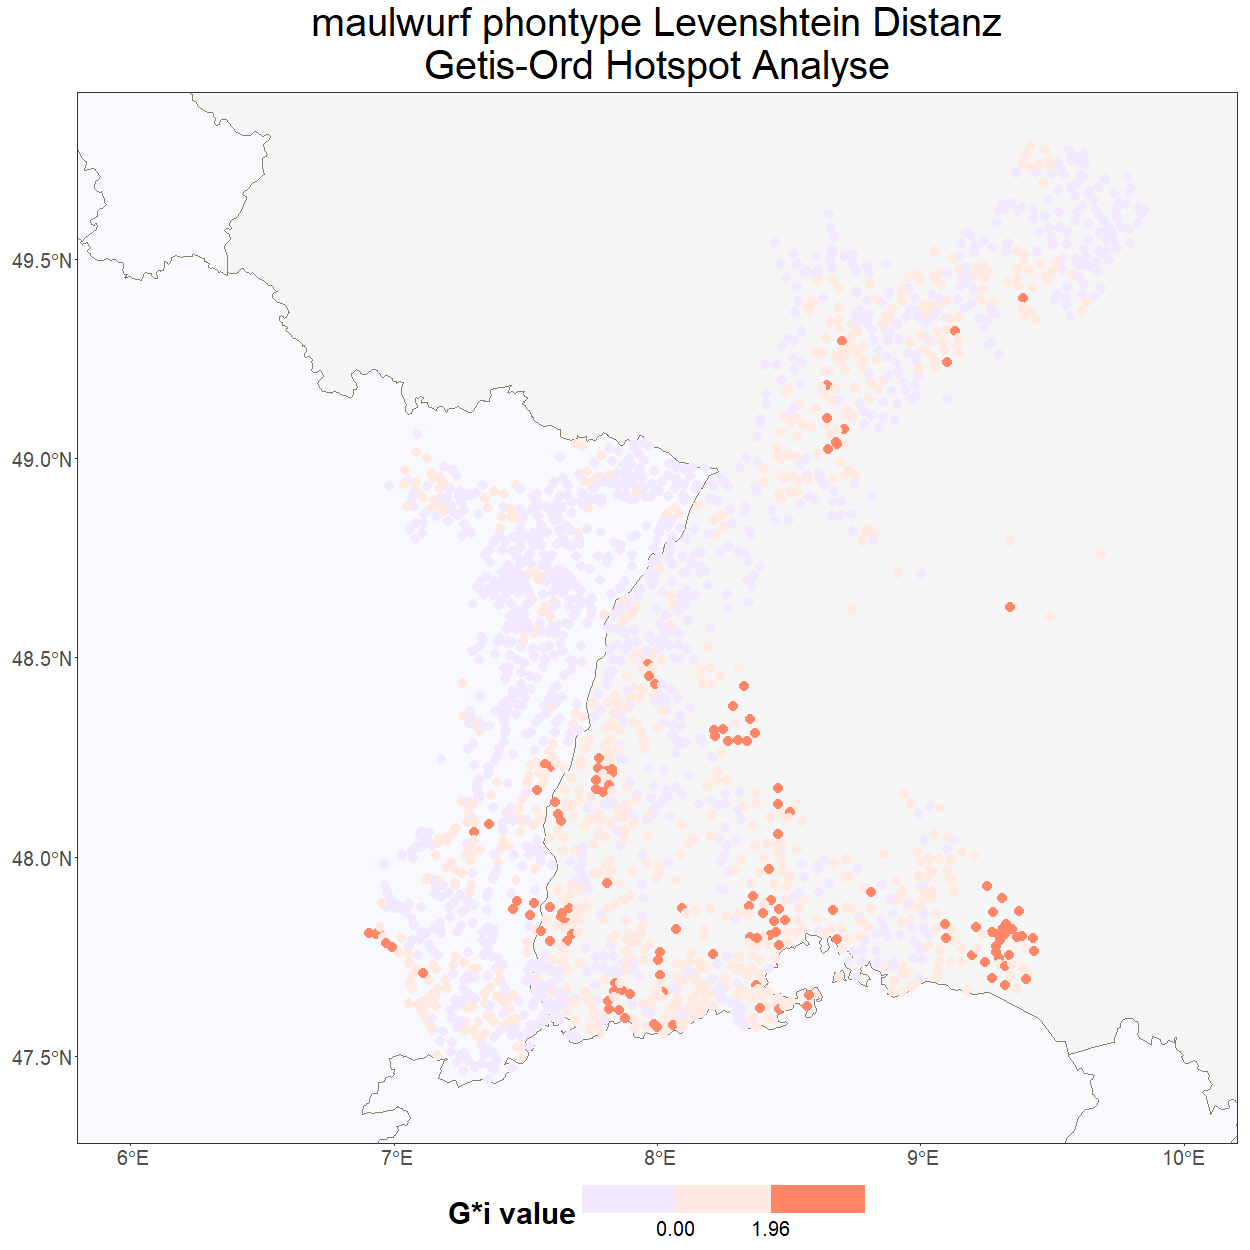 maulwurf phontype Levenshtein Distanz
Getis-Ord Hotspot Analyse
49.5°N
49.0°N
48.5°N
48.0°N
47.5°N
6°E 7°E 8°E 9°E 10°E
G*i value
0.00 1.96